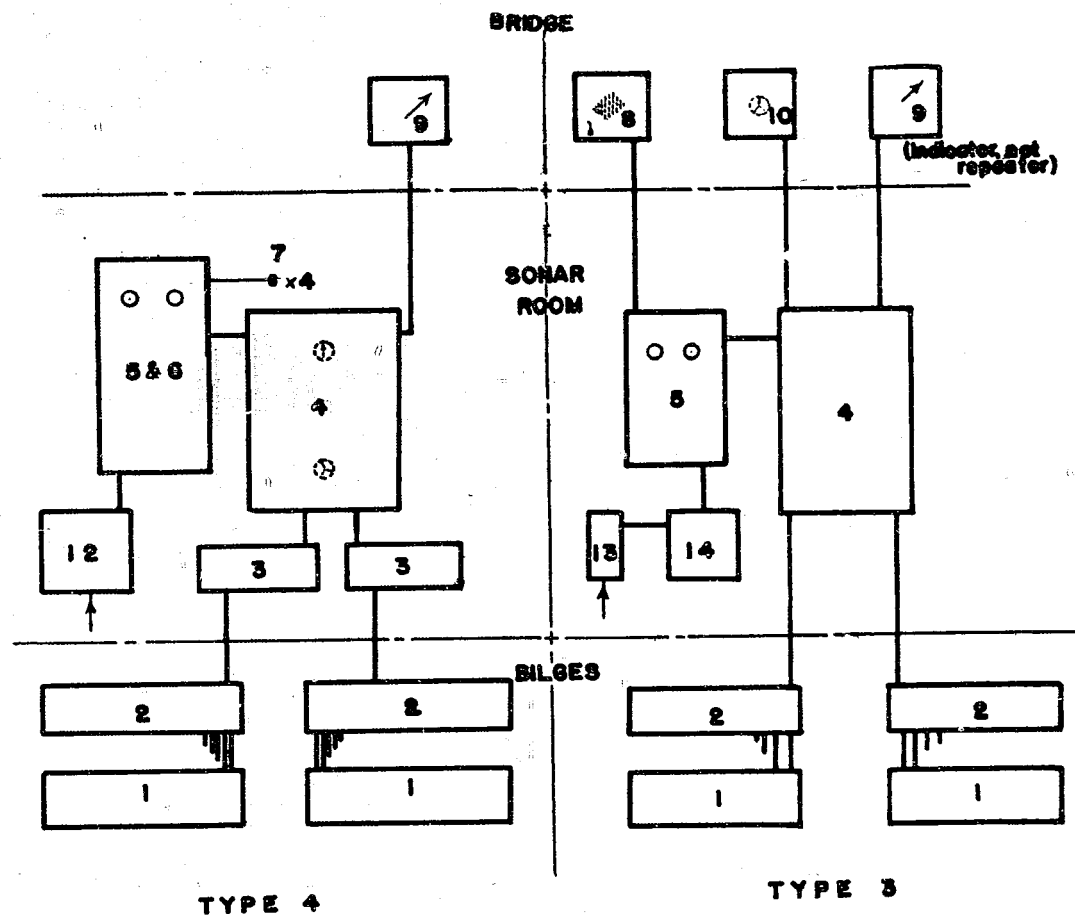 BRIDGE
9
8
10
9
(Indicator, not
repeater)
7
x4
SONAR
ROOM
5 & 6
4
5
4
12
3
3
13
14
BILGES
2
2
2
2
1
1
1
1
TYPE 4
TYPE 3